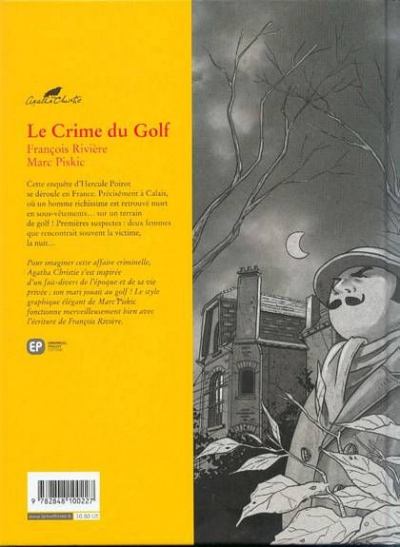 Agatha Christie
Le Crime du Golf
François Rivière
Marc Piskic
Cette enquête d'Hercule Poirot
se déroule en France. Précisément à Calais,
où un homme richissime est retrouvé mort
en sous-vêtements... sur un terrain
de golf ! Premières suspectes : deux femmes
que rencontrait souvent la victime,
la nuit...
Pour imaginer cette affaire criminelle,
Agatha Christie s'est inspirée
d'un fait-divers de l'époque et de sa vie
privée : son mari jouait au golf ! Le style
graphique élégant de Marc Piskic
fonctionne merveilleusement bien avec
l'écriture de François Rivière.
EP
EMMANUEL
PROUST
9 782848 100227